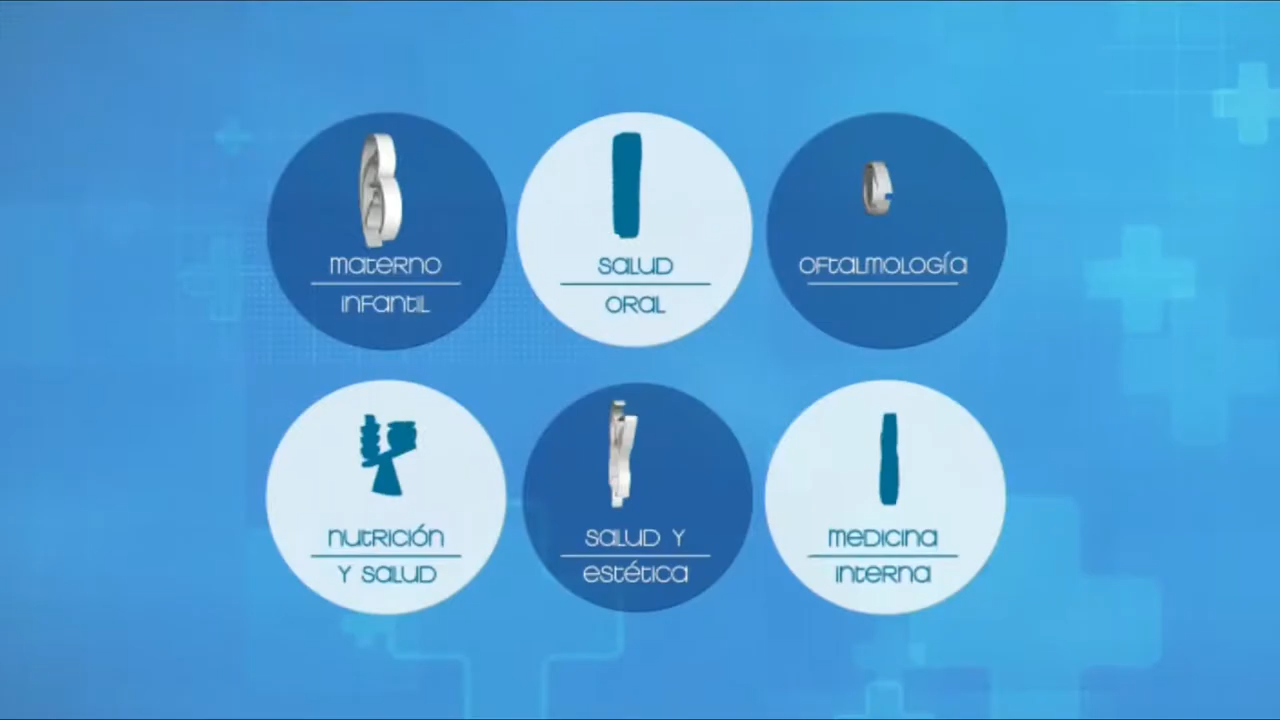 materno
infantil
salud
oral
oftalmología
nutrición
y salud
salud y
estética
medicina
interna